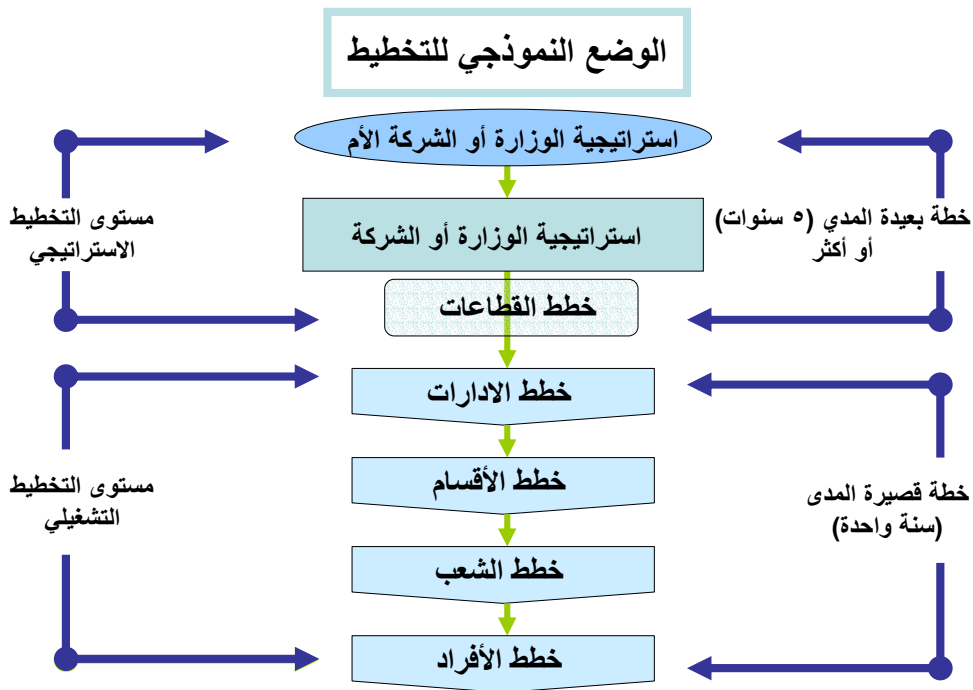 الوضع النموذجي للتخطيط
استراتيجية الوزارة أو الشركة الأم
خطة بعيدة المدي (٥ سنوات)
أو أكثر
استراتيجية الوزارة أو الشركة
مستوى التخطيط
الاستراتيجي
خطط القطاعات
خطط الادارات
خطة قصيرة المدى
(سنة واحدة)
خطط الأقسام
مستوى التخطيط
التشغيلي
خطط الشعب
خطط الأفراد